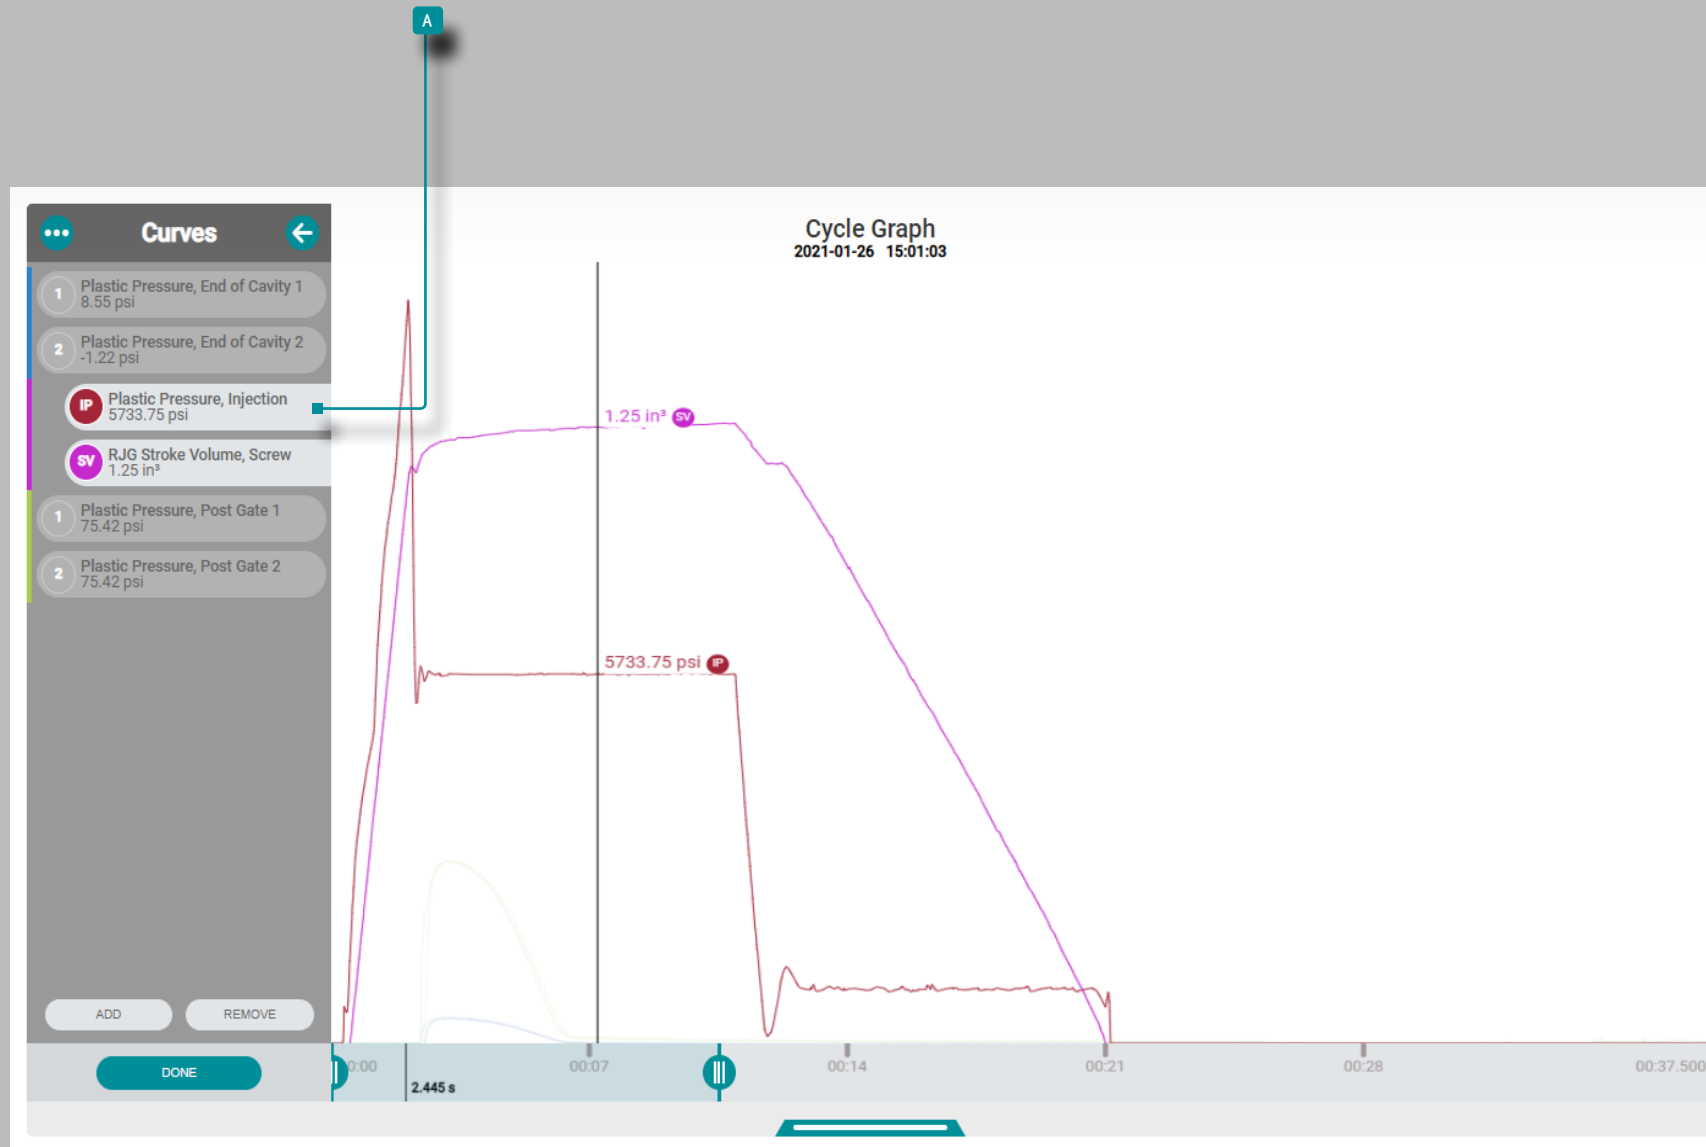 A
Curves
Cycle Graph
2021-01-26 15:01:03
1 Plastic Pressure, End of Cavity 1
8.55 psi
2 Plastic Pressure, End of Cavity 2
-1.22 psi
IP Plastic Pressure, Injection
5733.75 psi
SV RJG Stroke Volume, Screw
1.25 in³
1 Plastic Pressure, Post Gate 1
75.42 psi
2 Plastic Pressure, Post Gate 2
75.42 psi
1.25 in³ SV
5733.75 psi IP
ADD REMOVE
DONE
0:00 00:07 00:14 00:21 00:28 00:37.500
2.445 s